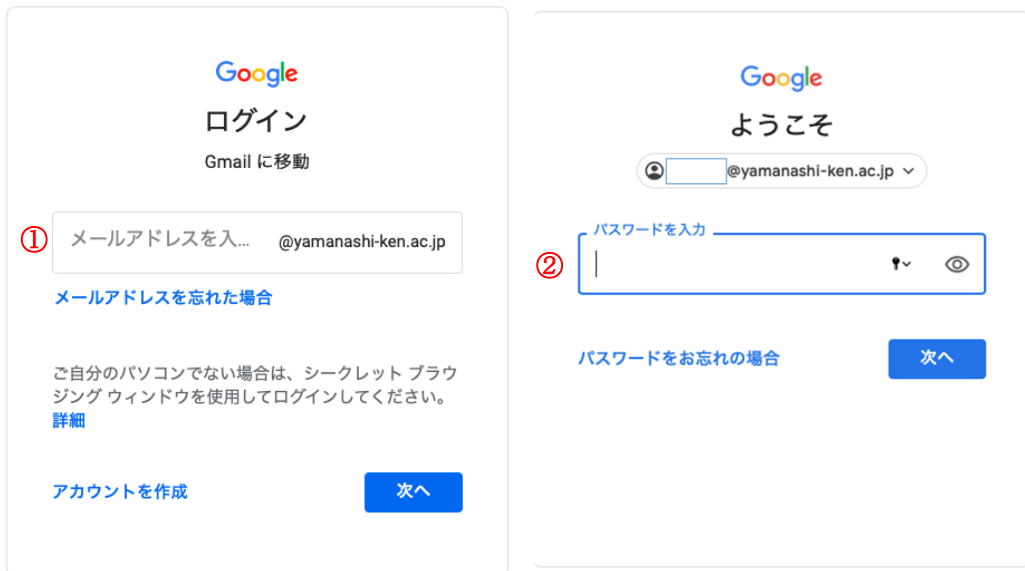 Google
ログイン
Gmail に移動
①
メールアドレスを入... @yamanashi-ken.ac.jp
メールアドレスを忘れた場合
ご自分のパソコンでない場合は、シークレット ブラウ
ジング ウィンドウを使用してログインしてください。
詳細
アカウントを作成
次へ
Google
ようこそ
@yamanashi-ken.ac.jp
②
パスワードを入力
パスワードをお忘れの場合
次へ